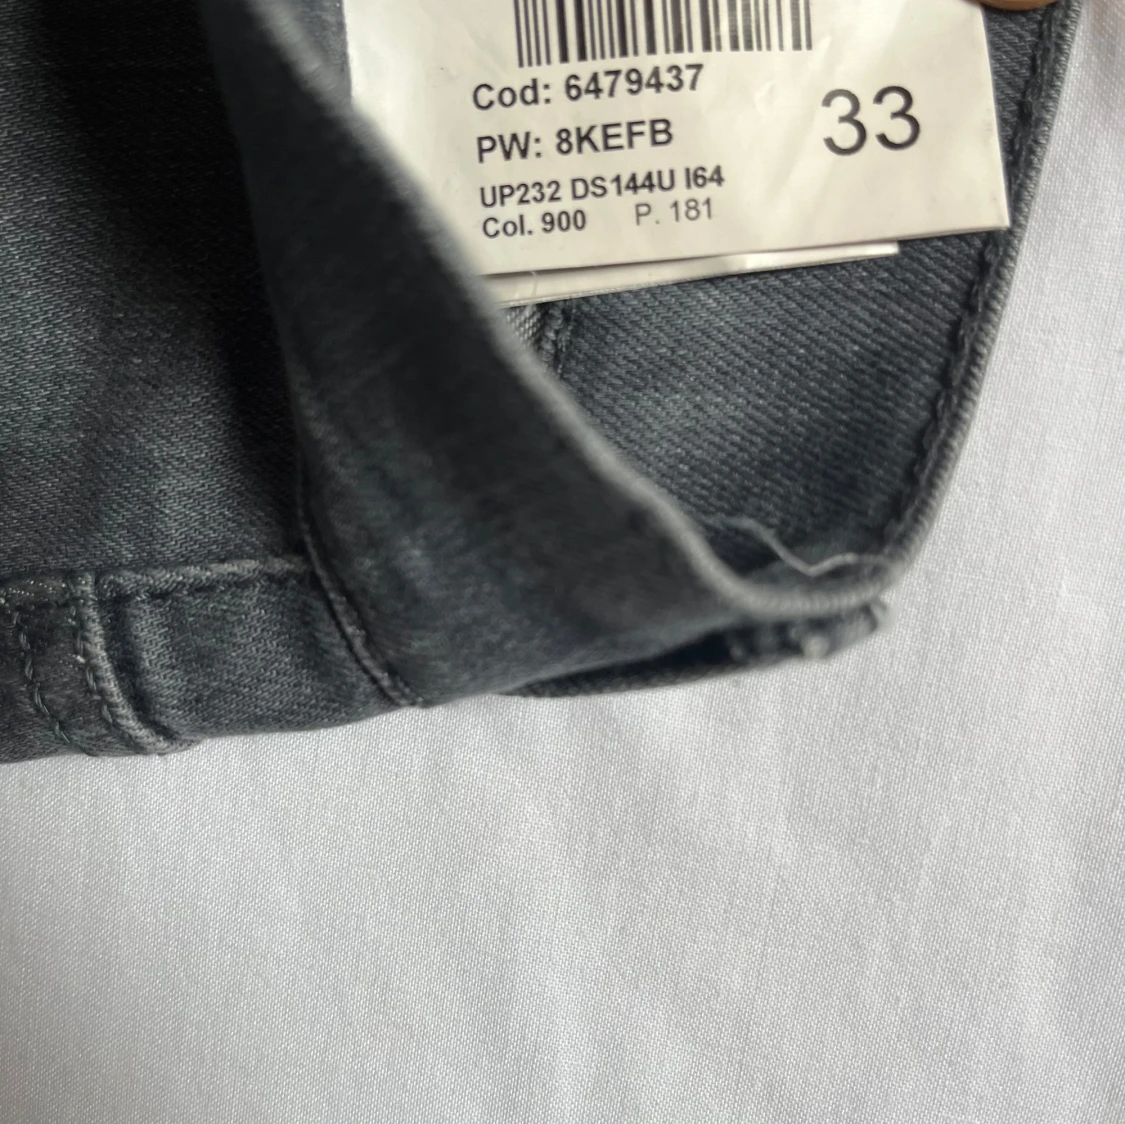 Cod: 6479437
PW: 8KEFB
33
UP232 DS144U I64
Col. 900 P. 181